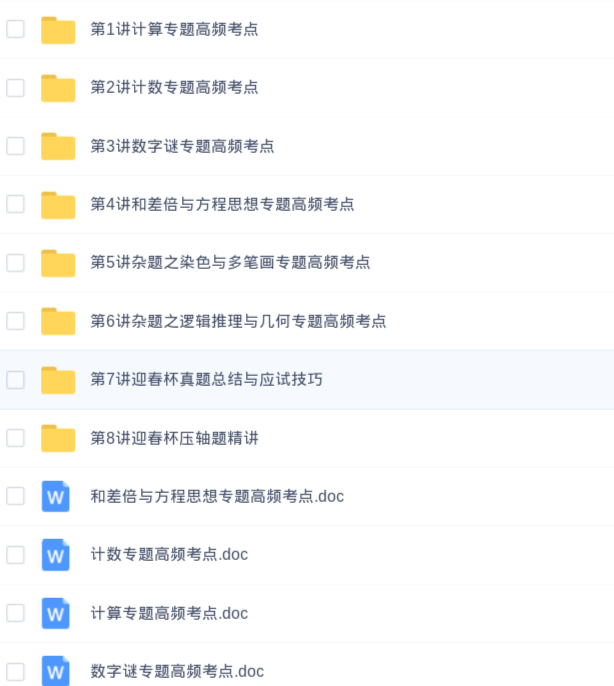 第1讲计算专题高频考点
第2讲计数专题高频考点
第3讲数字谜专题高频考点
第4讲和差倍与方程思想专题高频考点
第5讲杂题之染色与多笔画专题高频考点
第6讲杂题之逻辑推理与几何专题高频考点
第7讲迎春杯真题总结与应试技巧
第8讲迎春杯压轴题精讲
W 和差倍与方程思想专题高频考点.doc
W 计数专题高频考点.doc
W 计算专题高频考点.doc
W 数字谜专题高频考点.doc